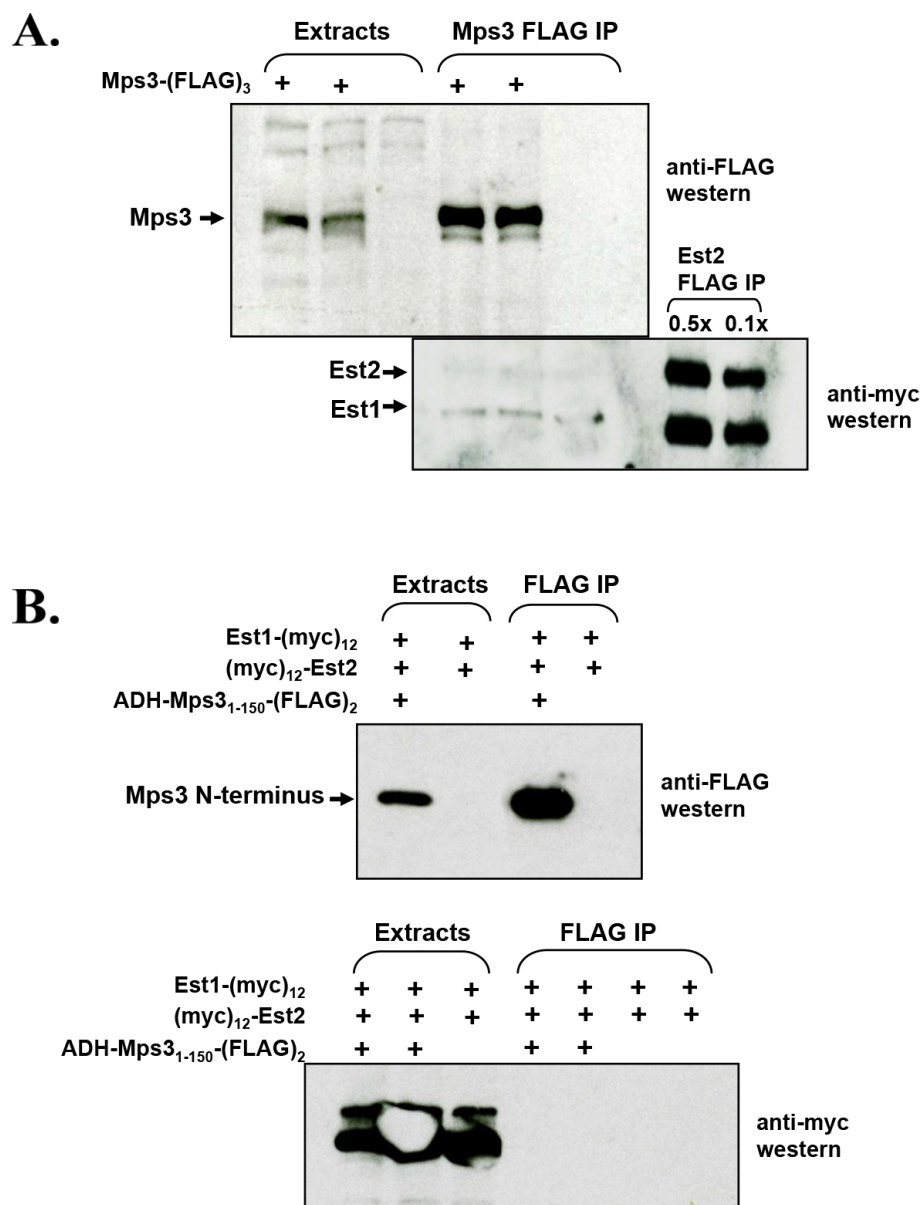 A.
Extracts
Mps3 FLAG IP
Mps3-(FLAG)3 + + + +
Mps3
anti-FLAG
western
Est2
FLAG IP
0.5x 0.1x
Est2
Est1
anti-myc
western
B.
Extracts FLAG IP
Est1-(myc)12 + + + +
(myc)12-Est2 + + + +
ADH-Mps31-150-(FLAG)2 + +
Mps3 N-terminus
anti-FLAG
western
Extracts FLAG IP
Est1-(myc)12 + + + + + + +
(myc)12-Est2 + + + + + + +
ADH-Mps31-150-(FLAG)2 + + + +
anti-myc
western